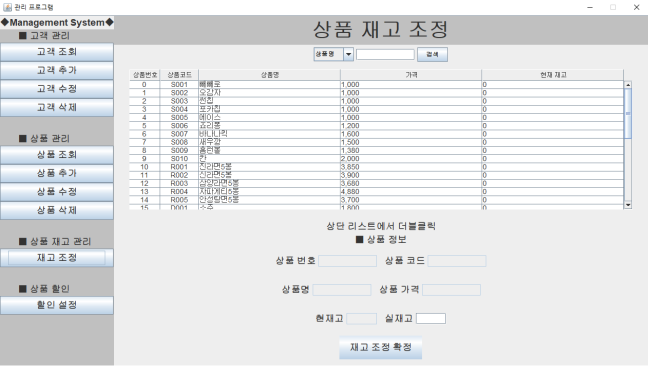 관리 프로그램
◆Management System◆
■ 고객 관리
고객 조회
고객 추가
고객 수정
고객 삭제
■ 상품 관리
상품 조회
상품 추가
상품 수정
상품 삭제
■ 상품 재고 관리
재고 조정
■ 상품 할인
할인 설정
상품 재고 조정
상품명 검색
상품번호 상품코드 상품명 가격 현재 재고
0 S001 빼빼로 1,000 0
1 S002 오감자 1,000 0
2 S003 썬칩 1,000 0
3 S004 포카칩 1,000 0
4 S005 에이스 1,000 0
5 S006 죠리퐁 1,200 0
6 S007 바나나킥 1,600 0
7 S008 새우깡 1,500 0
8 S009 홈런볼 1,380 0
9 S010 칸 2,000 0
10 R001 진라면5봉 3,850 0
11 R002 신라면5봉 3,900 0
12 R003 삼양라면5봉 3,680 0
13 R004 짜파게티5봉 4,880 0
14 R005 안성탕면5봉 3,700 0
15 D001 소주 1,800 0
상단 리스트에서 더블클릭
■ 상품 정보
상품 번호 상품 코드
상품명 상품 가격
현재고 실재고
재고 조정 확정